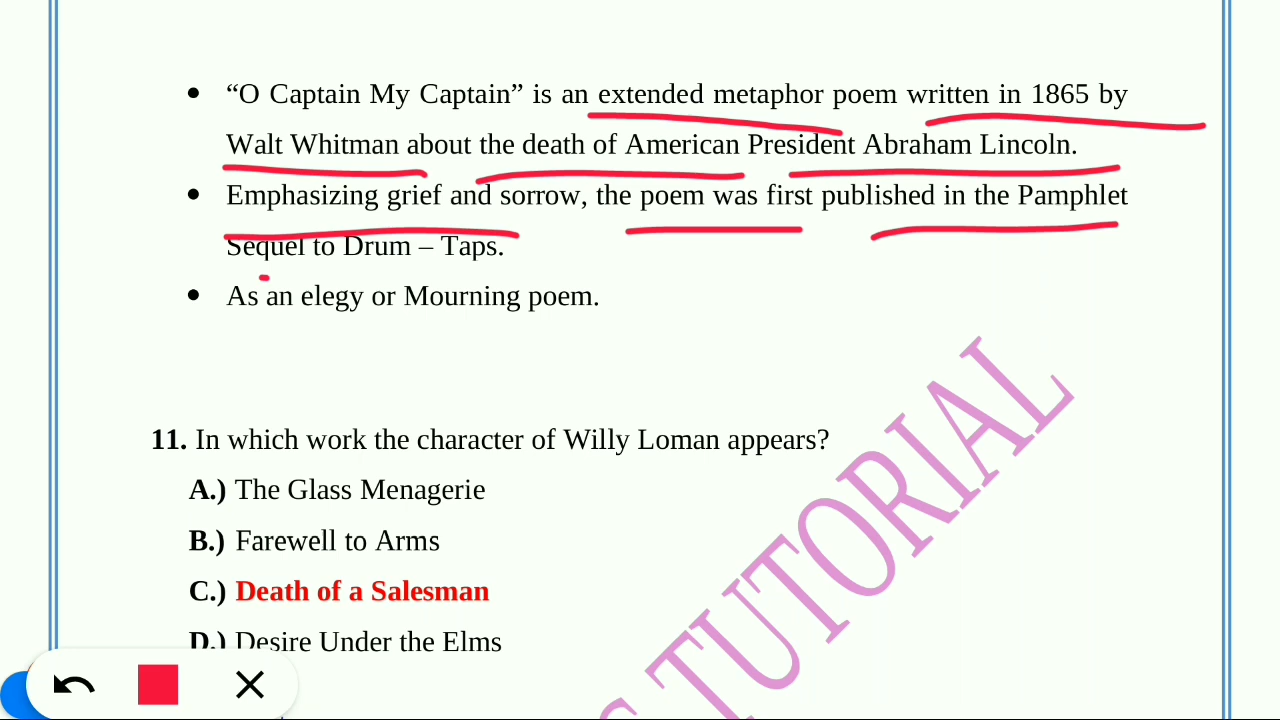 • “O Captain My Captain” is an extended metaphor poem written in 1865 by
Walt Whitman about the death of American President Abraham Lincoln.
• Emphasizing grief and sorrow, the poem was first published in the Pamphlet
Sequel to Drum – Taps.
• As an elegy or Mourning poem.
11. In which work the character of Willy Loman appears?
A.) The Glass Menagerie
B.) Farewell to Arms
C.) Death of a Salesman
D.) Desire Under the Elms
TUTORIAL